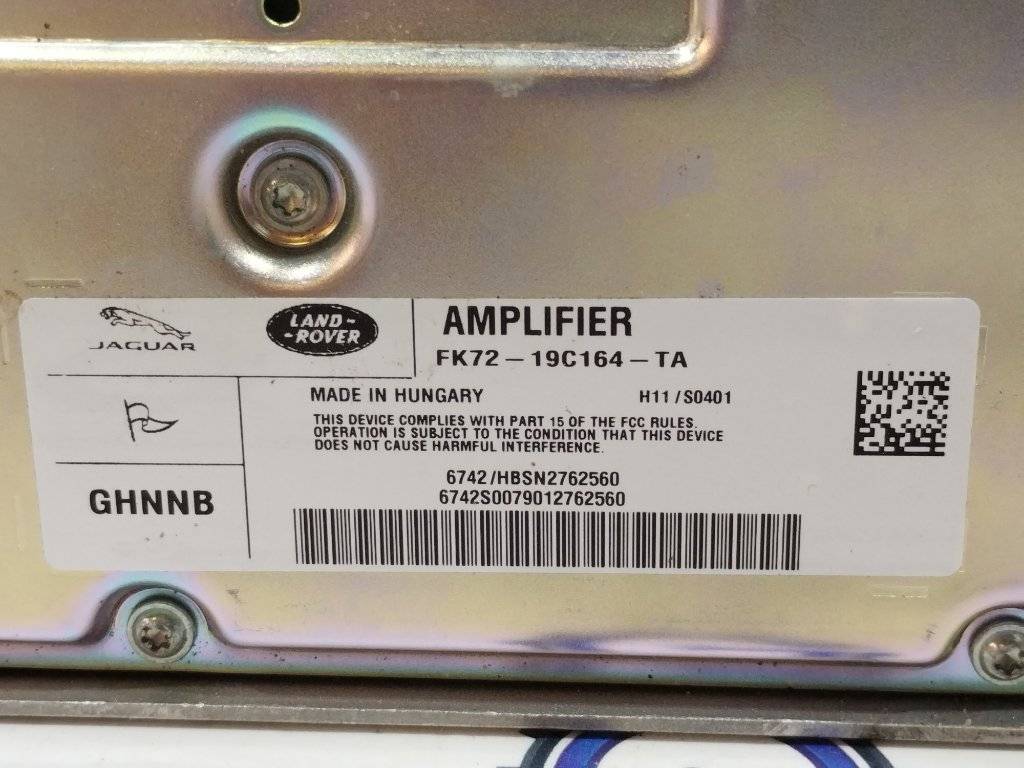 JAGUAR
LAND-
-ROVER
AMPLIFIER
FK72-19C164-TA
MADE IN HUNGARY
H11/S0401
THIS DEVICE COMPLIES WITH PART 15 OF THE FCC RULES.
OPERATION IS SUBJECT TO THE CONDITION THAT THIS DEVICE
DOES NOT CAUSE HARMFUL INTERFERENCE.
GHNNB
6742/HBSN2762560
6742S0079012762560